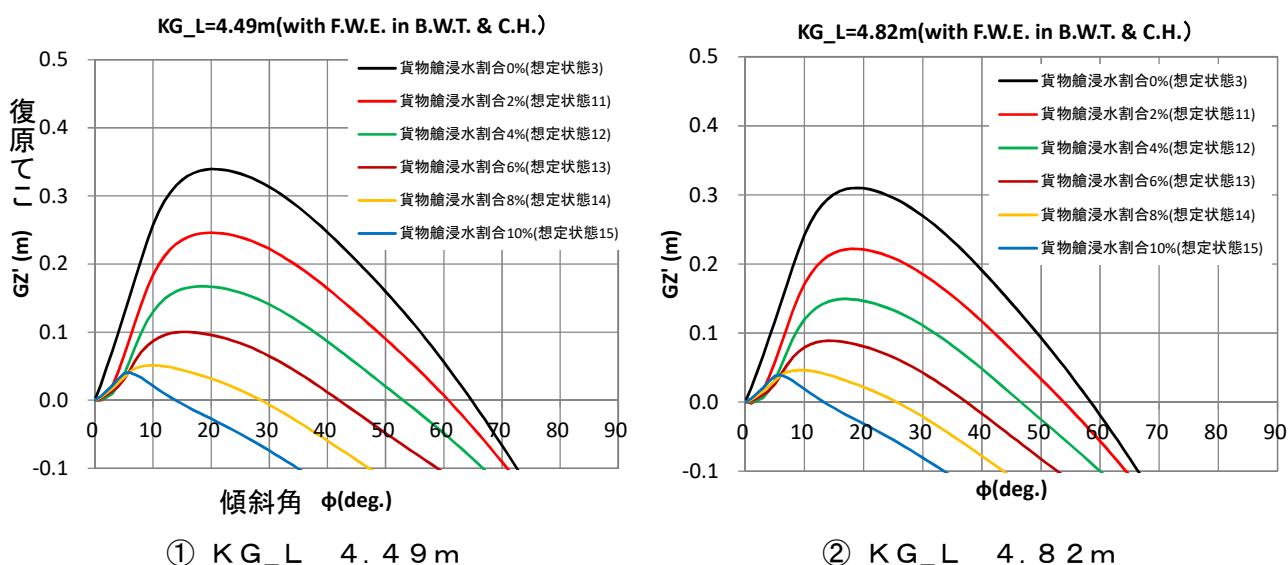 KG_L=4.49m(with F.W.E. in B.W.T. & C.H.）
0.5
0.4
0.3
0.2
0.1
0.0
-0.1
復原てこ
GZ' (m)
貨物艙浸水割合0%(想定状態3)
貨物艙浸水割合2%(想定状態11)
貨物艙浸水割合4%(想定状態12)
貨物艙浸水割合6%(想定状態13)
貨物艙浸水割合8%(想定状態14)
貨物艙浸水割合10%(想定状態15)
0 10 20 30 40 50 60 70 80 90
傾斜角 φ(deg.)
① ＫＧ_Ｌ ４．４９ｍ
KG_L=4.82m(with F.W.E. in B.W.T. & C.H.）
0.5
0.4
0.3
0.2
0.1
0.0
-0.1
GZ' (m)
貨物艙浸水割合0%(想定状態3)
貨物艙浸水割合2%(想定状態11)
貨物艙浸水割合4%(想定状態12)
貨物艙浸水割合6%(想定状態13)
貨物艙浸水割合8%(想定状態14)
貨物艙浸水割合10%(想定状態15)
0 10 20 30 40 50 60 70 80 90
φ(deg.)
② ＫＧ_Ｌ ４．８２ｍ